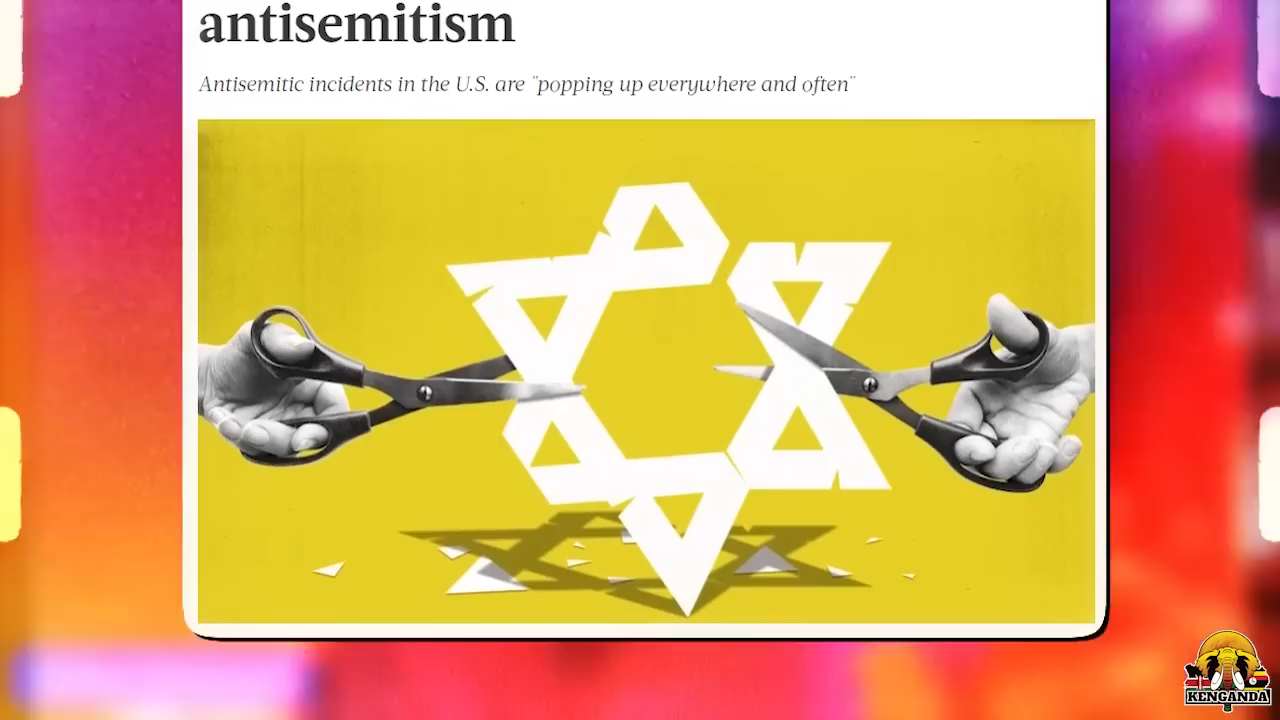 antisemitism
Antisemitic incidents in the U.S. are "popping up everywhere and often"
KENGANDA